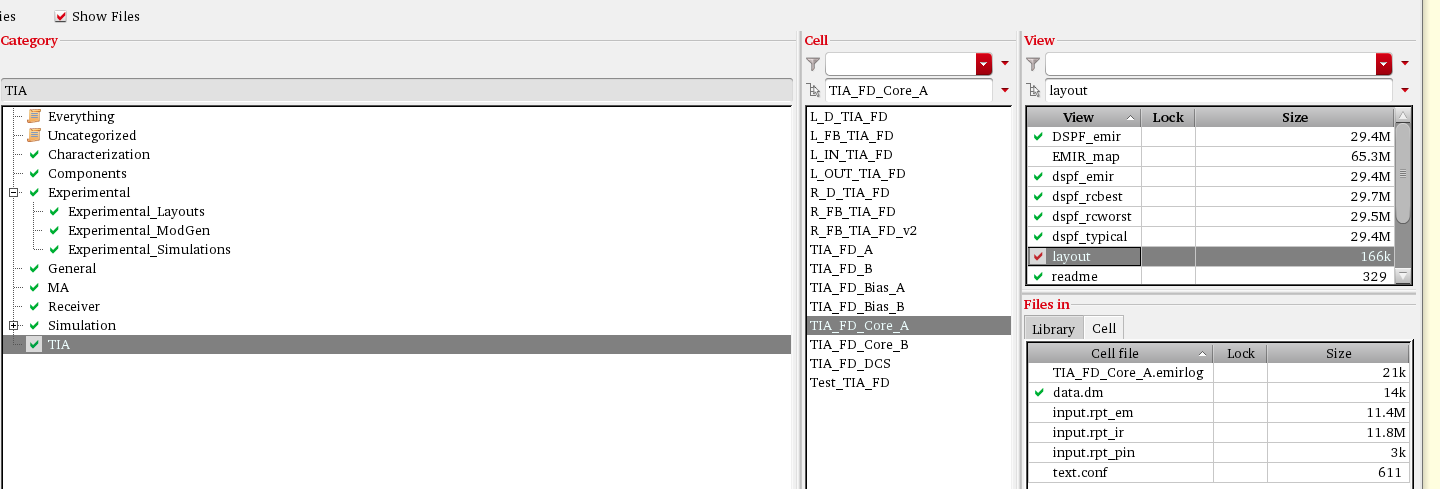 ies
Show Files
Category
TIA
Everything
Uncategorized
Characterization
Components
Experimental
Experimental_Layouts
Experimental_ModGen
Experimental_Simulations
General
MA
Receiver
Simulation
TIA
Cell
TIA_FD_Core_A
L_D_TIA_FD
L_FB_TIA_FD
L_IN_TIA_FD
L_OUT_TIA_FD
R_D_TIA_FD
R_FB_TIA_FD
R_FB_TIA_FD_v2
TIA_FD_A
TIA_FD_B
TIA_FD_Bias_A
TIA_FD_Bias_B
TIA_FD_Core_A
TIA_FD_Core_B
TIA_FD_DCS
Test_TIA_FD
View
layout
View Lock Size
DSPF_emir 29.4M
EMIR_map 65.3M
dspf_emir 29.4M
dspf_rcbest 29.7M
dspf_rcworst 29.5M
dspf_typical 29.4M
layout 166k
readme 329
Files in
Library Cell
Cell file Lock Size
TIA_FD_Core_A.emirlog 21k
data.dm 14k
input.rpt_em 11.4M
input.rpt_ir 11.8M
input.rpt_pin 3k
text.conf 611